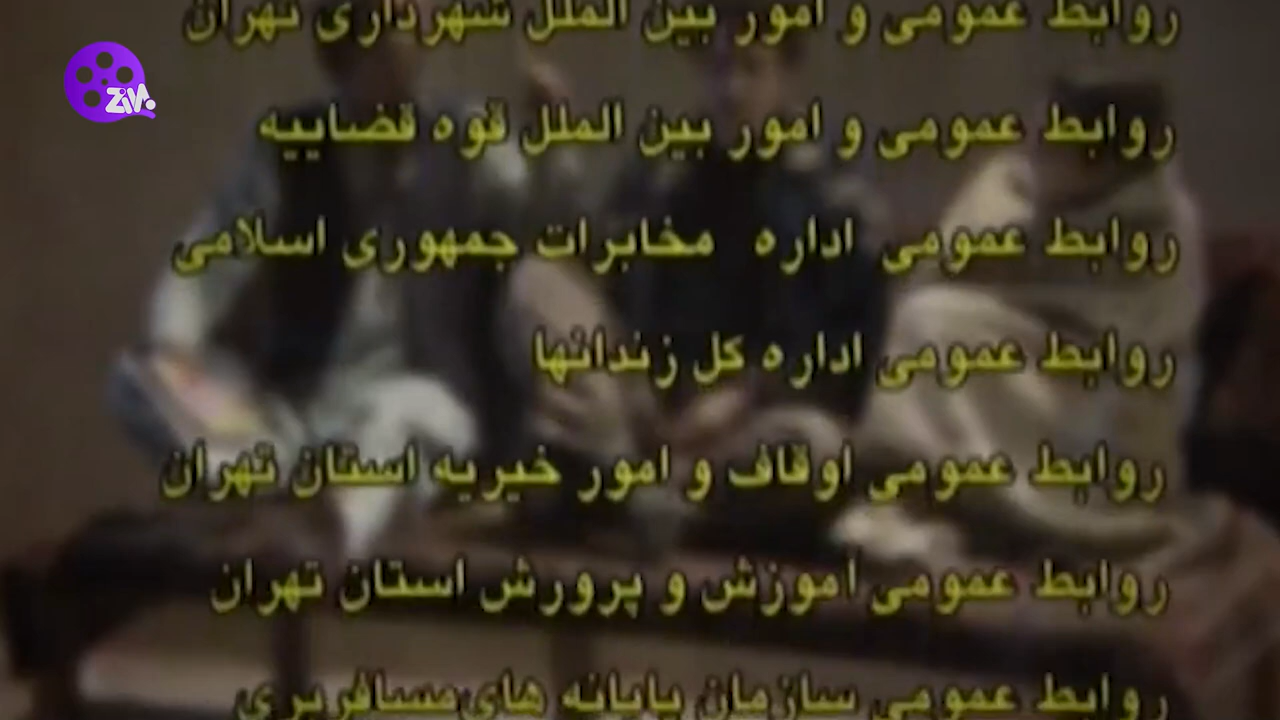 روابط عمومی و امور بین الملل شهرداری تهران
ZiVA
روابط عمومی و امور بین الملل قوه قضاییه
روابط عمومی اداره مخابرات جمهوری اسلامی
روابط عمومی اداره کل زندانها
روابط عمومی اوقاف و امور خیریه استان تهران
روابط عمومی اموزش و پرورش استان تهران
روابط عمومی سازمان پایانه های مسافربری